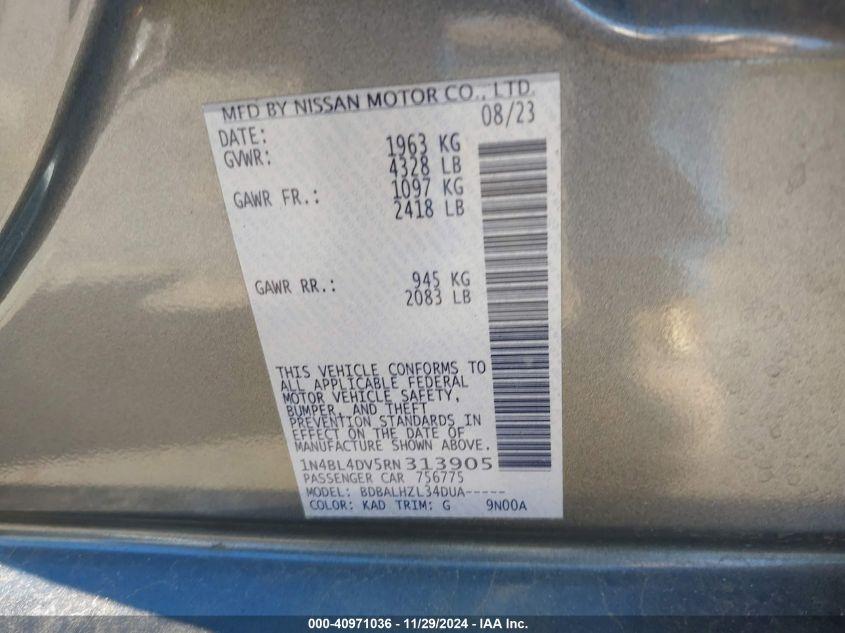 MFD BY NISSAN MOTOR CO., LTD.
DATE: 08/23
GVWR: 1963 KG
4328 LB
GAWR FR.: 1097 KG
2418 LB
GAWR RR.: 945 KG
2083 LB
THIS VEHICLE CONFORMS TO
ALL APPLICABLE FEDERAL
MOTOR VEHICLE SAFETY,
BUMPER, AND THEFT
PREVENTION STANDARDS IN
EFFECT ON THE DATE OF
MANUFACTURE SHOWN ABOVE.
1N4BL4DV5RN313905
PASSENGER CAR 756775
MODEL: BDBALHZL34DUA-----
COLOR: KAD TRIM: G 9N00A
000-40971036 - 11/29/2024 - IAA Inc.